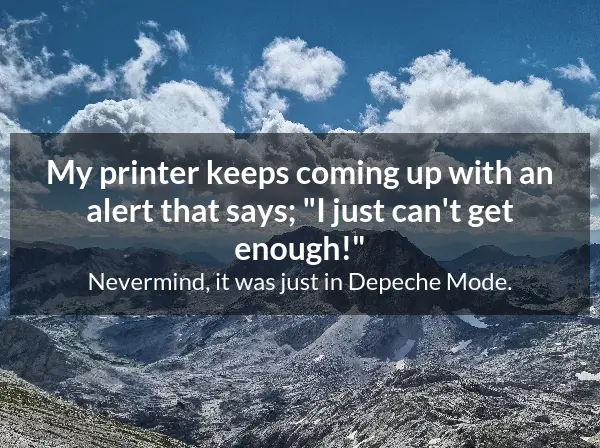 My printer keeps coming up with an
alert that says; "I just can't get
enough!"
Nevermind, it was just in Depeche Mode.